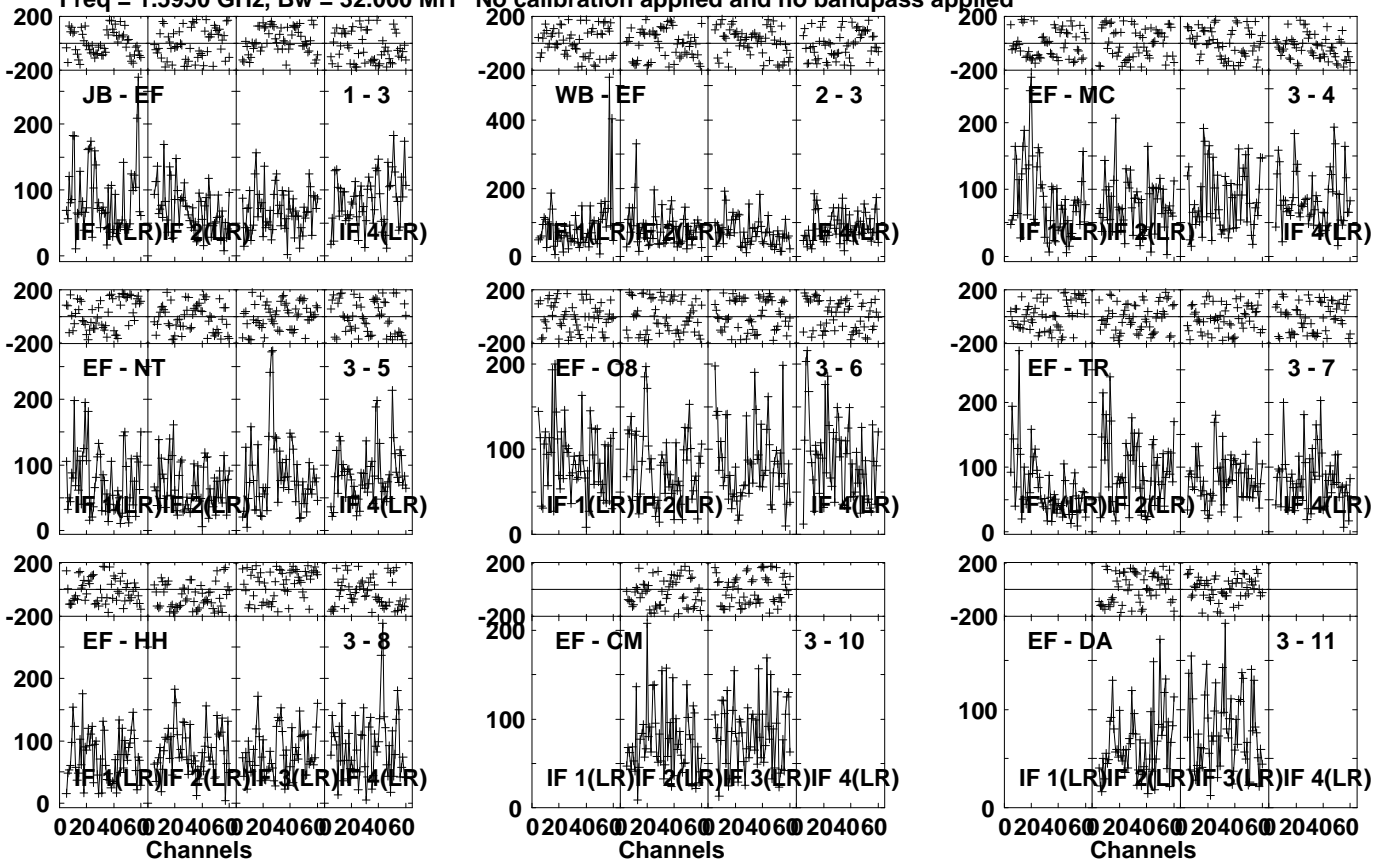 Freq = 1.5950 GHz, Bw = 32.000 MH No calibration applied and no bandpass applied
200 200 200
-200 -200 -200
JB - EF 1 - 3 WB - EF 2 - 3 EF - MC 3 - 4
200 400 200
100 200 100
0 0 0
IF 1(LR) IF 2(LR) IF 4(LR) IF 1(LR) IF 2(LR) IF 4(LR) IF 1(LR) IF 2(LR) IF 4(LR)
200 200 200
-200 -200 -200
EF - NT 3 - 5 EF - O8 3 - 6 EF - TR 3 - 7
200 200 200
100 100 100
0 0 0
IF 1(LR) IF 2(LR) IF 4(LR) IF 1(LR) IF 2(LR) IF 4(LR) IF 1(LR) IF 2(LR) IF 4(LR)
200 200 200
-200 -200 -200
EF - HH 3 - 8 EF - CM 3 - 10 EF - DA 3 - 11
200 200
100 100 100
0 0 0
IF 1(LR) IF 2(LR) IF 3(LR) IF 4(LR) IF 1(LR) IF 2(LR) IF 3(LR) IF 4(LR) IF 1(LR) IF 2(LR) IF 3(LR) IF 4(LR)
0 20 40 60 0 20 40 60 0 20 40 60 0 20 40 60 0 20 40 60 0 20 40 60 0 20 40 60 0 20 40 60 0 20 40 60 0 20 40 60 0 20 40 60 0 20 40 60
Channels Channels Channels